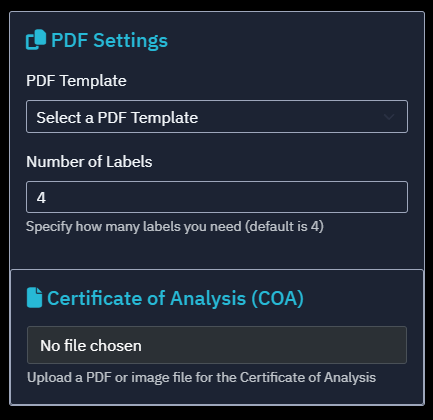 PDF Settings
PDF Template
Select a PDF Template
Number of Labels
4
Specify how many labels you need (default is 4)
Certificate of Analysis (COA)
No file chosen
Upload a PDF or image file for the Certificate of Analysis